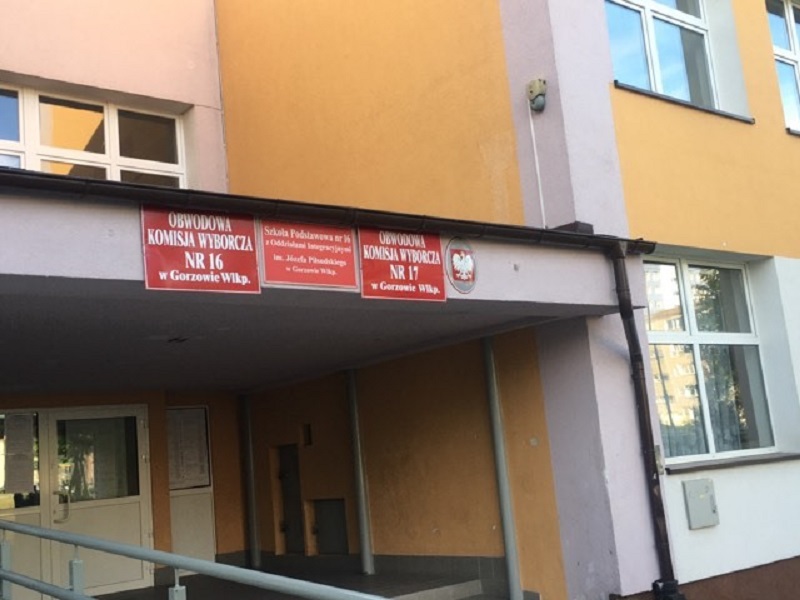 OBWODOWA
KOMISJA WYBORCZA
NR 16
w Gorzowie Wlkp.
Szkoła Podstawowa nr 16
z Oddziałami Integracyjnymi
im. Józefa Piłsudskiego
w Gorzowie Wlkp.
OBWODOWA
KOMISJA WYBORCZA
NR 17
w Gorzowie Wlkp.